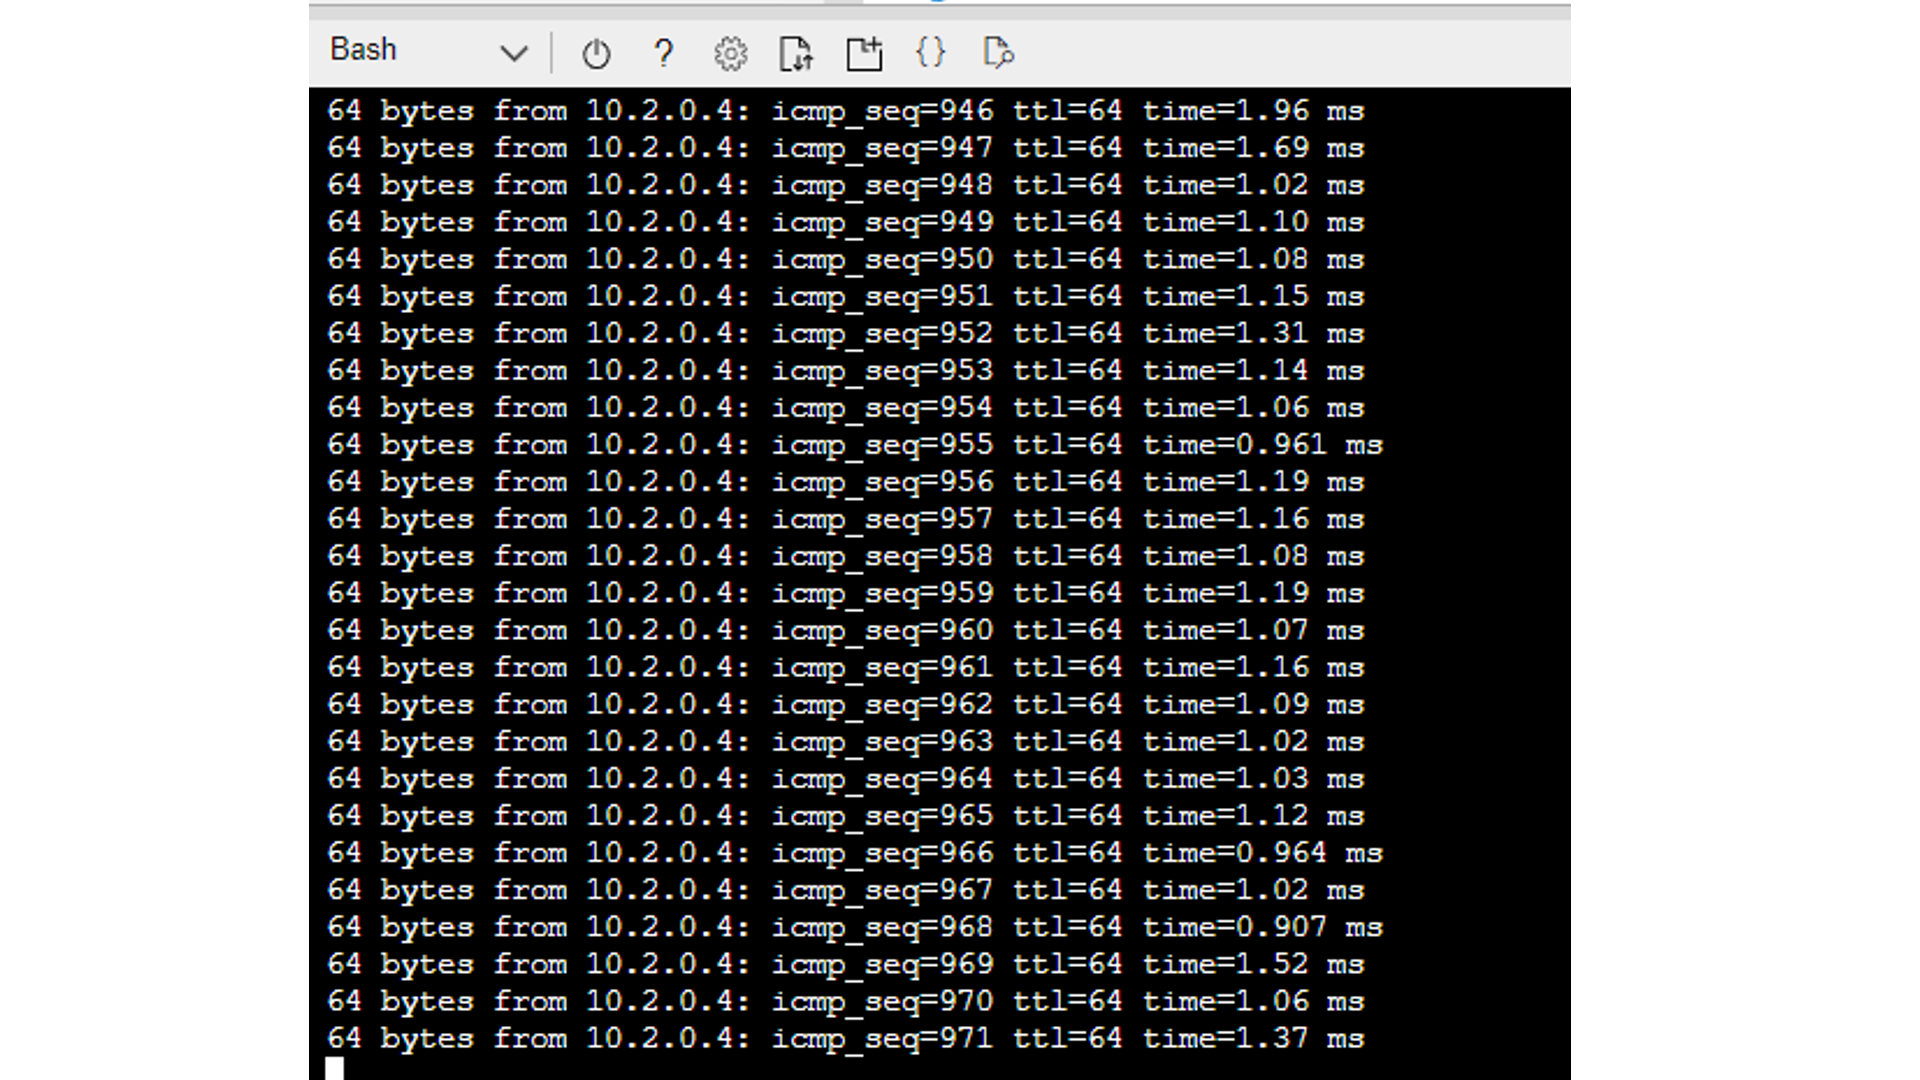 Bash
64 bytes from 10.2.0.4: icmp_seq=946 ttl=64 time=1.96 ms
64 bytes from 10.2.0.4: icmp_seq=947 ttl=64 time=1.69 ms
64 bytes from 10.2.0.4: icmp_seq=948 ttl=64 time=1.02 ms
64 bytes from 10.2.0.4: icmp_seq=949 ttl=64 time=1.10 ms
64 bytes from 10.2.0.4: icmp_seq=950 ttl=64 time=1.08 ms
64 bytes from 10.2.0.4: icmp_seq=951 ttl=64 time=1.15 ms
64 bytes from 10.2.0.4: icmp_seq=952 ttl=64 time=1.31 ms
64 bytes from 10.2.0.4: icmp_seq=953 ttl=64 time=1.14 ms
64 bytes from 10.2.0.4: icmp_seq=954 ttl=64 time=1.06 ms
64 bytes from 10.2.0.4: icmp_seq=955 ttl=64 time=0.961 ms
64 bytes from 10.2.0.4: icmp_seq=956 ttl=64 time=1.19 ms
64 bytes from 10.2.0.4: icmp_seq=957 ttl=64 time=1.16 ms
64 bytes from 10.2.0.4: icmp_seq=958 ttl=64 time=1.08 ms
64 bytes from 10.2.0.4: icmp_seq=959 ttl=64 time=1.19 ms
64 bytes from 10.2.0.4: icmp_seq=960 ttl=64 time=1.07 ms
64 bytes from 10.2.0.4: icmp_seq=961 ttl=64 time=1.16 ms
64 bytes from 10.2.0.4: icmp_seq=962 ttl=64 time=1.09 ms
64 bytes from 10.2.0.4: icmp_seq=963 ttl=64 time=1.02 ms
64 bytes from 10.2.0.4: icmp_seq=964 ttl=64 time=1.03 ms
64 bytes from 10.2.0.4: icmp_seq=965 ttl=64 time=1.12 ms
64 bytes from 10.2.0.4: icmp_seq=966 ttl=64 time=0.964 ms
64 bytes from 10.2.0.4: icmp_seq=967 ttl=64 time=1.02 ms
64 bytes from 10.2.0.4: icmp_seq=968 ttl=64 time=0.907 ms
64 bytes from 10.2.0.4: icmp_seq=969 ttl=64 time=1.52 ms
64 bytes from 10.2.0.4: icmp_seq=970 ttl=64 time=1.06 ms
64 bytes from 10.2.0.4: icmp_seq=971 ttl=64 time=1.37 ms